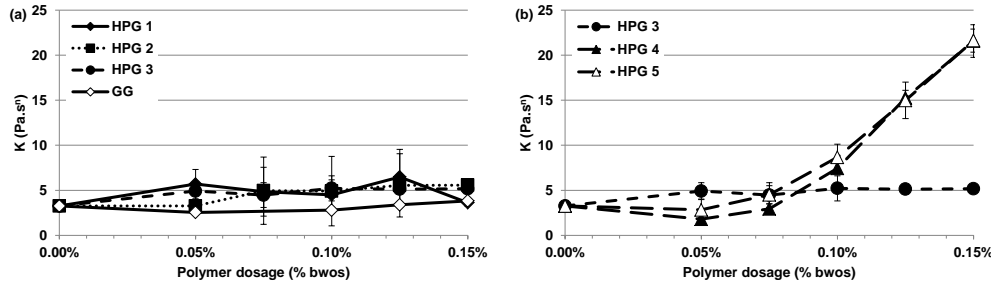 (a)
25
20
15
10
5
0
K (Pa.sⁿ)
HPG 1
HPG 2
HPG 3
GG
0.00%
0.05%
0.10%
0.15%
Polymer dosage (% bwos)
(b)
25
20
15
10
5
0
K (Pa.sⁿ)
HPG 3
HPG 4
HPG 5
0.00%
0.05%
0.10%
0.15%
Polymer dosage (% bwos)